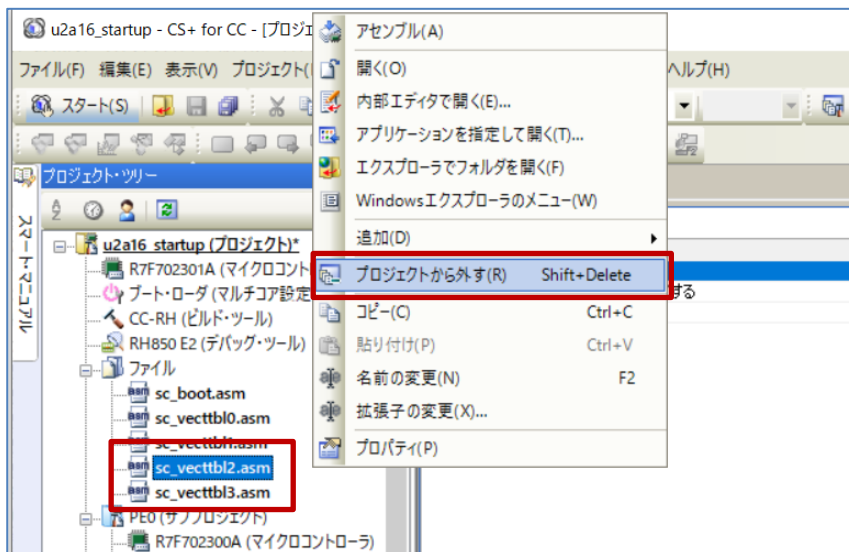 u2a16_startup - CS+ for CC - [プロジェ
ファイル(F) 編集(E) 表示(V) プロジェクト(
ヘルプ(H)
スタート(S)
プロジェクト・ツリー
スマート・マニュアル
u2a16_startup (プロジェクト)*
R7F702301A (マイクロコント
ブート・ローダ (マルチコア設定
CC-RH (ビルド・ツール)
RH850 E2 (デバッグ・ツール)
ファイル
sc_boot.asm
sc_vecttbl0.asm
sc_vecttbl1.asm
sc_vecttbl2.asm
sc_vecttbl3.asm
PE0 (サブプロジェクト)
R7F702300A (マイクロコントローラ)
アセンブル(A)
開く(O)
内部エディタで開く(E)...
アプリケーションを指定して開く(T)...
エクスプローラでフォルダを開く(F)
Windowsエクスプローラのメニュー(W)
追加(D)
プロジェクトから外す(R) Shift+Delete
コピー(C) Ctrl+C
貼り付け(P) Ctrl+V
名前の変更(N) F2
拡張子の変更(X)...
プロパティ(P)
する